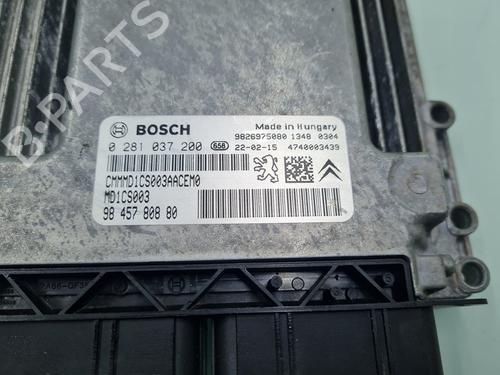 B-PARTS
BOSCH
Made in Hungary
9826975080 1348 0304
0 281 037 200 656 22-02-15 4740003439
CMMMD1CS003AACEM0
MD1CS003
98 457 808 80